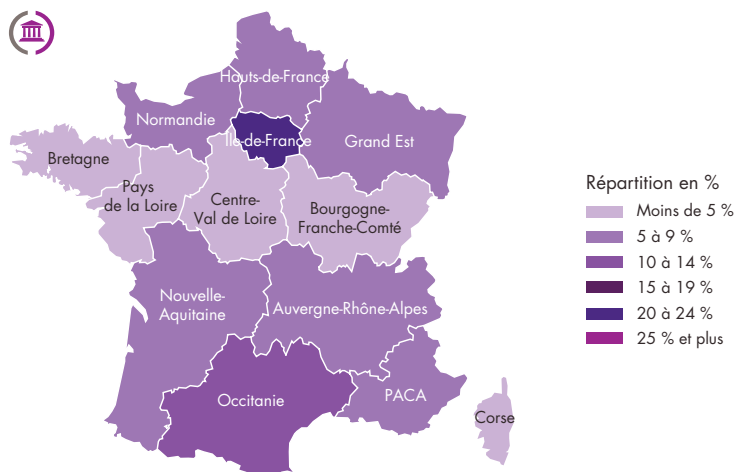 Hauts-de-France
Normandie
Ile-de-France
Grand Est
Bretagne
Pays
de la Loire
Centre-
Val de Loire
Bourgogne-
Franche-Comté
Nouvelle-
Aquitaine
Auvergne-Rhône-Alpes
Occitanie
PACA
Corse
Répartition en %
Moins de 5 %
5 à 9 %
10 à 14 %
15 à 19 %
20 à 24 %
25 % et plus